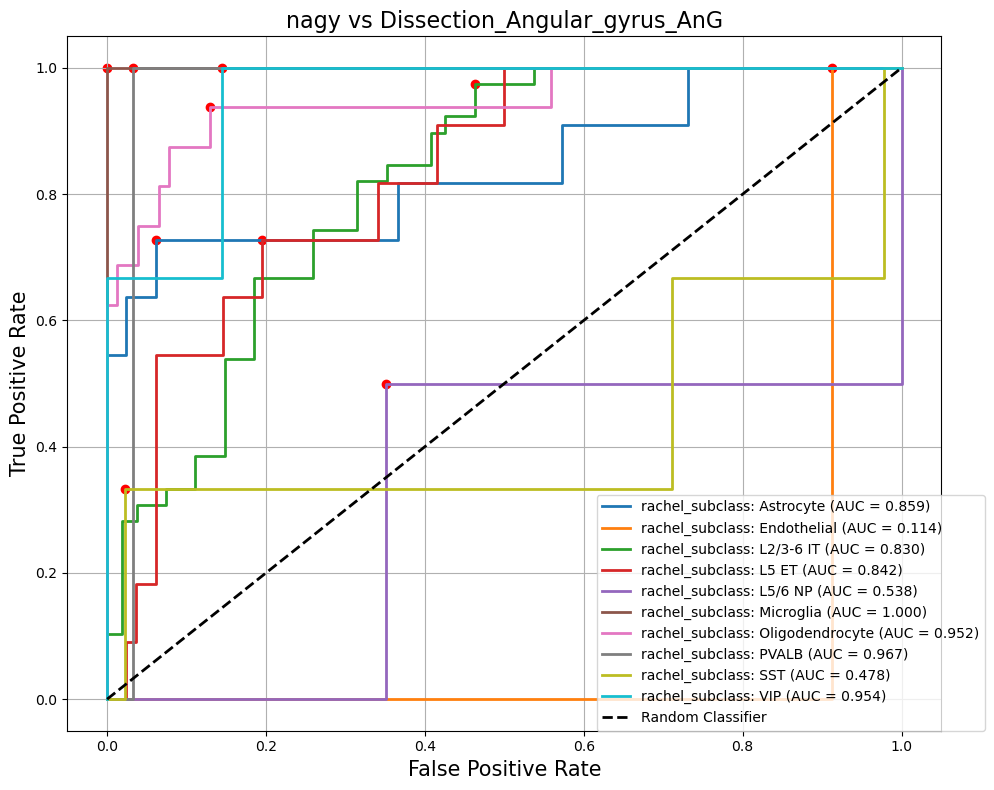 nagy vs Dissection_Angular_gyrus_AnG
True Positive Rate
1.0
0.8
0.6
0.4
0.2
0.0
rachel_subclass: Astrocyte (AUC = 0.859)
rachel_subclass: Endothelial (AUC = 0.114)
rachel_subclass: L2/3-6 IT (AUC = 0.830)
rachel_subclass: L5 ET (AUC = 0.842)
rachel_subclass: L5/6 NP (AUC = 0.538)
rachel_subclass: Microglia (AUC = 1.000)
rachel_subclass: Oligodendrocyte (AUC = 0.952)
rachel_subclass: PVALB (AUC = 0.967)
rachel_subclass: SST (AUC = 0.478)
rachel_subclass: VIP (AUC = 0.954)
Random Classifier
0.0 0.2 0.4 0.6 0.8 1.0
False Positive Rate